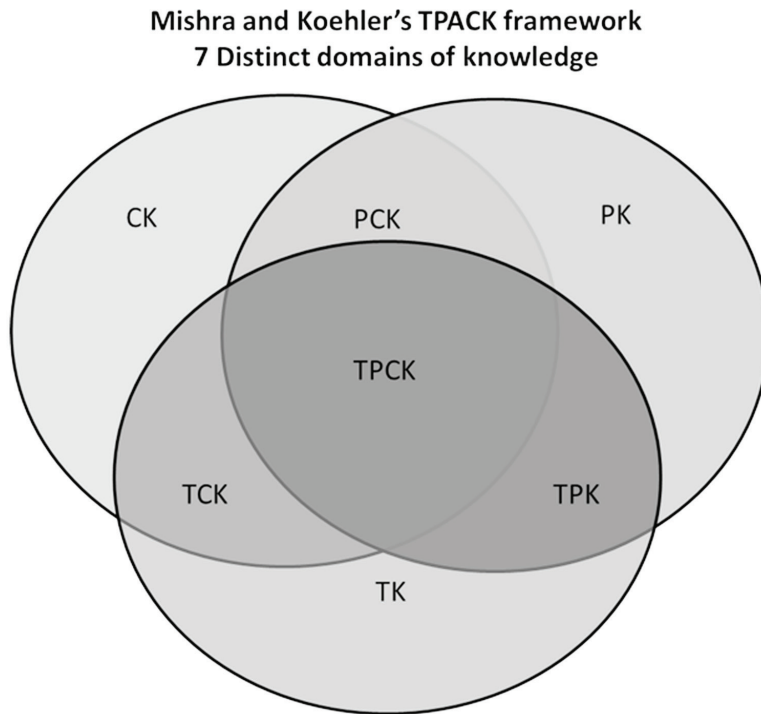 Mishra and Koehler’s TPACK framework
7 Distinct domains of knowledge
CK
PCK
PK
TPCK
TCK
TPK
TK